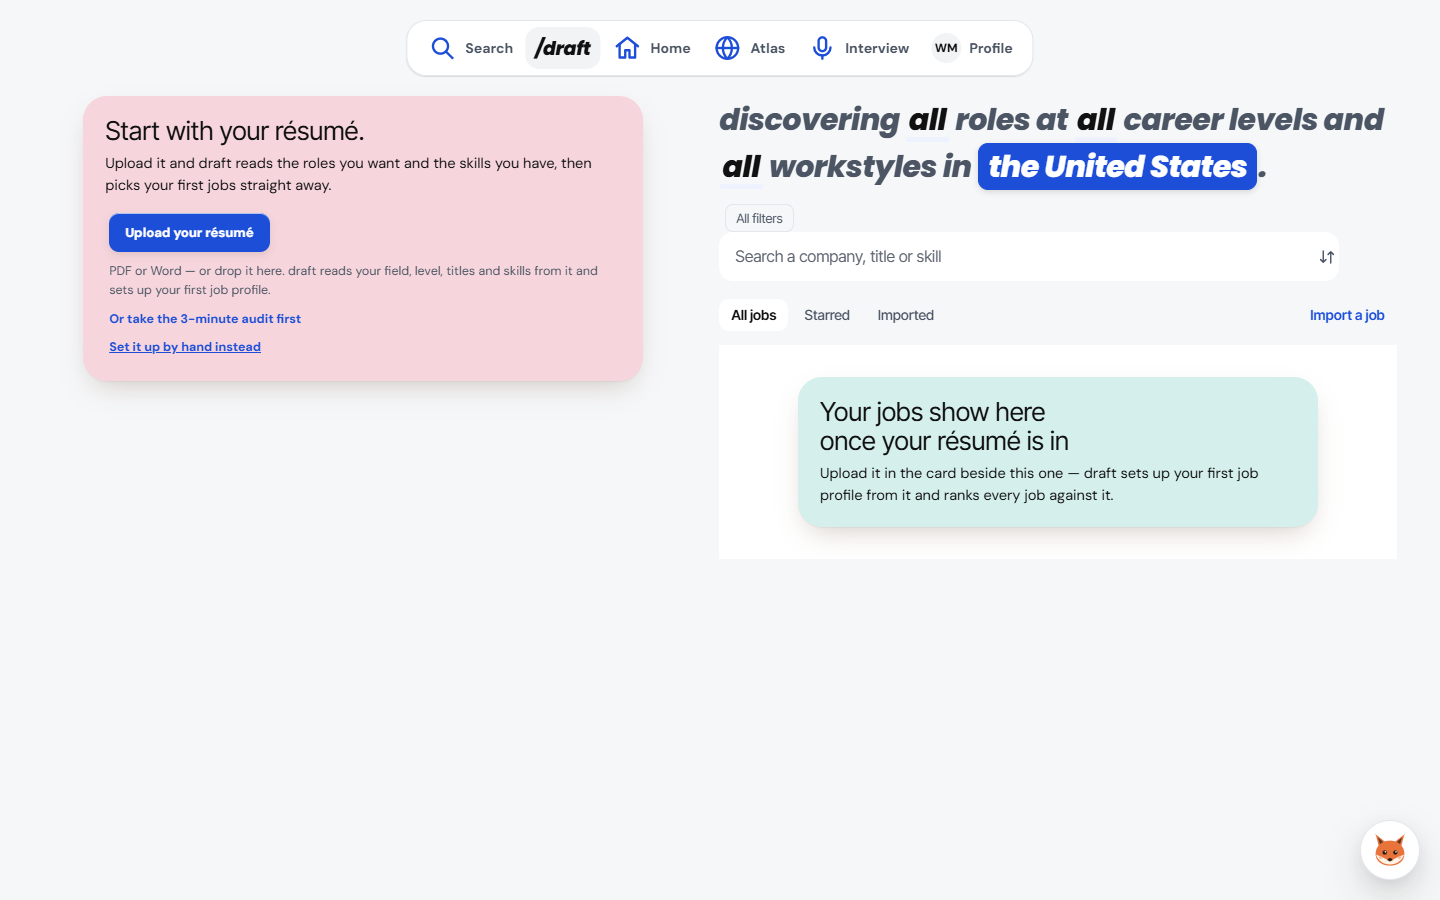 Search
/draft
Home
Atlas
Interview
WM
Profile
Start with your résumé.
Upload it and draft reads the roles you want and the skills you have, then
picks your first jobs straight away.
Upload your résumé
PDF or Word — or drop it here. draft reads your field, level, titles and skills from it and
sets up your first job profile.
Or take the 3-minute audit first
Set it up by hand instead
discovering all roles at all career levels and
all workstyles in the United States.
All filters
Search a company, title or skill
All jobs
Starred
Imported
Import a job
Your jobs show here
once your résumé is in
Upload it in the card beside this one — draft sets up your first job
profile from it and ranks every job against it.